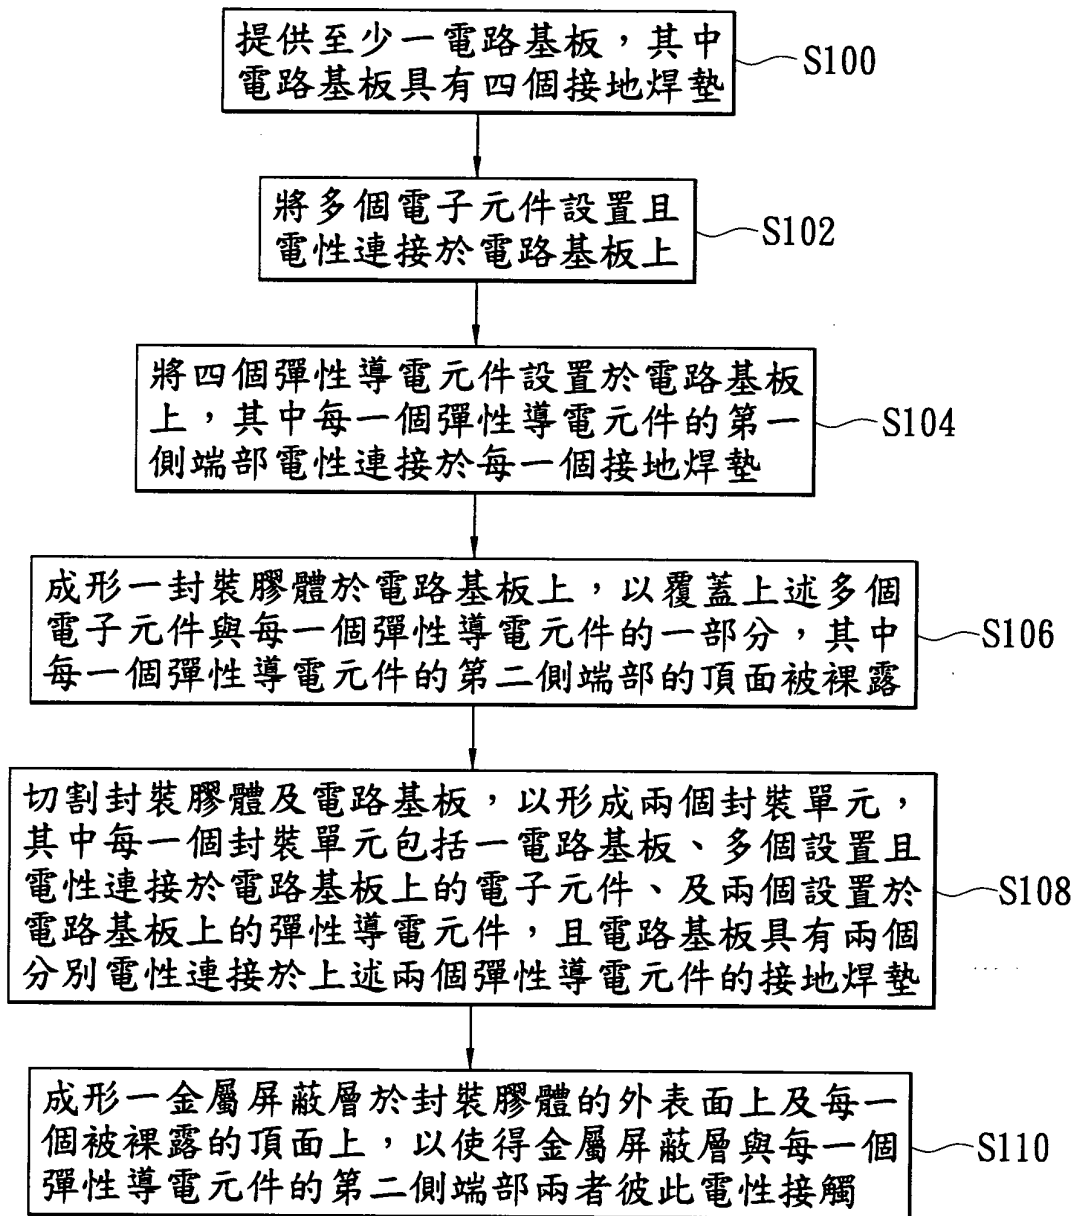 提供至少一電路基板，其中
電路基板具有四個接地焊墊
S100
將多個電子元件設置且
電性連接於電路基板上
S102
將四個彈性導電元件設置於電路基板
上，其中每一個彈性導電元件的第一
側端部電性連接於每一個接地焊墊
S104
成形一封裝膠體於電路基板上，以覆蓋上述多個
電子元件與每一個彈性導電元件的一部分，其中
每一個彈性導電元件的第二側端部的頂面被裸露
S106
切割封裝膠體及電路基板，以形成兩個封裝單元，
其中每一個封裝單元包括一電路基板、多個設置且
電性連接於電路基板上的電子元件、及兩個設置於
電路基板上的彈性導電元件，且電路基板具有兩個
分別電性連接於上述兩個彈性導電元件的接地焊墊
S108
成形一金屬屏蔽層於封裝膠體的外表面上及每一
個被裸露的頂面上，以使得金屬屏蔽層與每一個
彈性導電元件的第二側端部兩者彼此電性接觸
S110